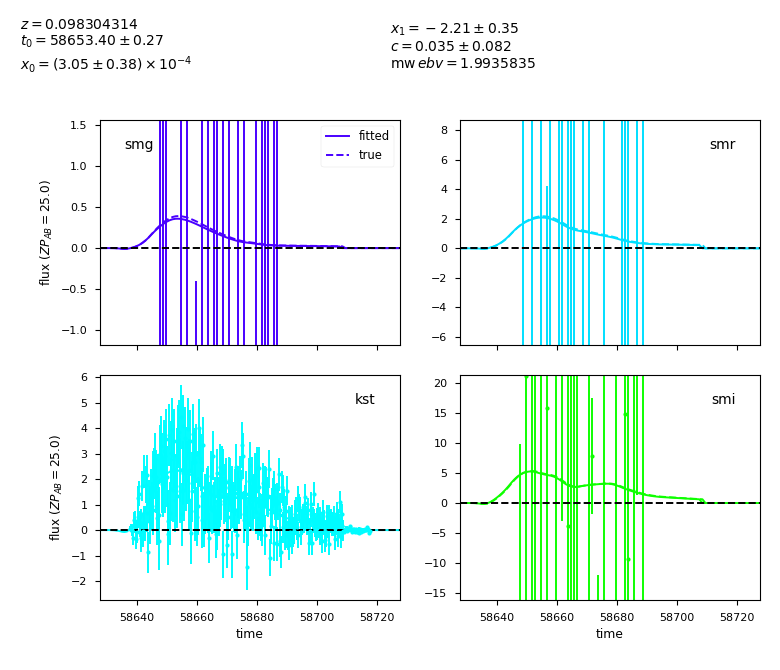 z = 0.098304314
t₀ = 58653.40 ± 0.27
x₀ = (3.05 ± 0.38) × 10⁻⁴
x₁ = −2.21 ± 0.35
c = 0.035 ± 0.082
mw ebv = 1.9935835
smg
fitted
true
1.5
1.0
0.5
0.0
−0.5
−1.0
flux (ZP_AB = 25.0)
smr
8
6
4
2
0
−2
−4
−6
kst
6
5
4
3
2
1
0
−1
−2
flux (ZP_AB = 25.0)
58640 58660 58680 58700 58720
time
smi
20
15
10
5
0
−5
−10
−15
58640 58660 58680 58700 58720
time